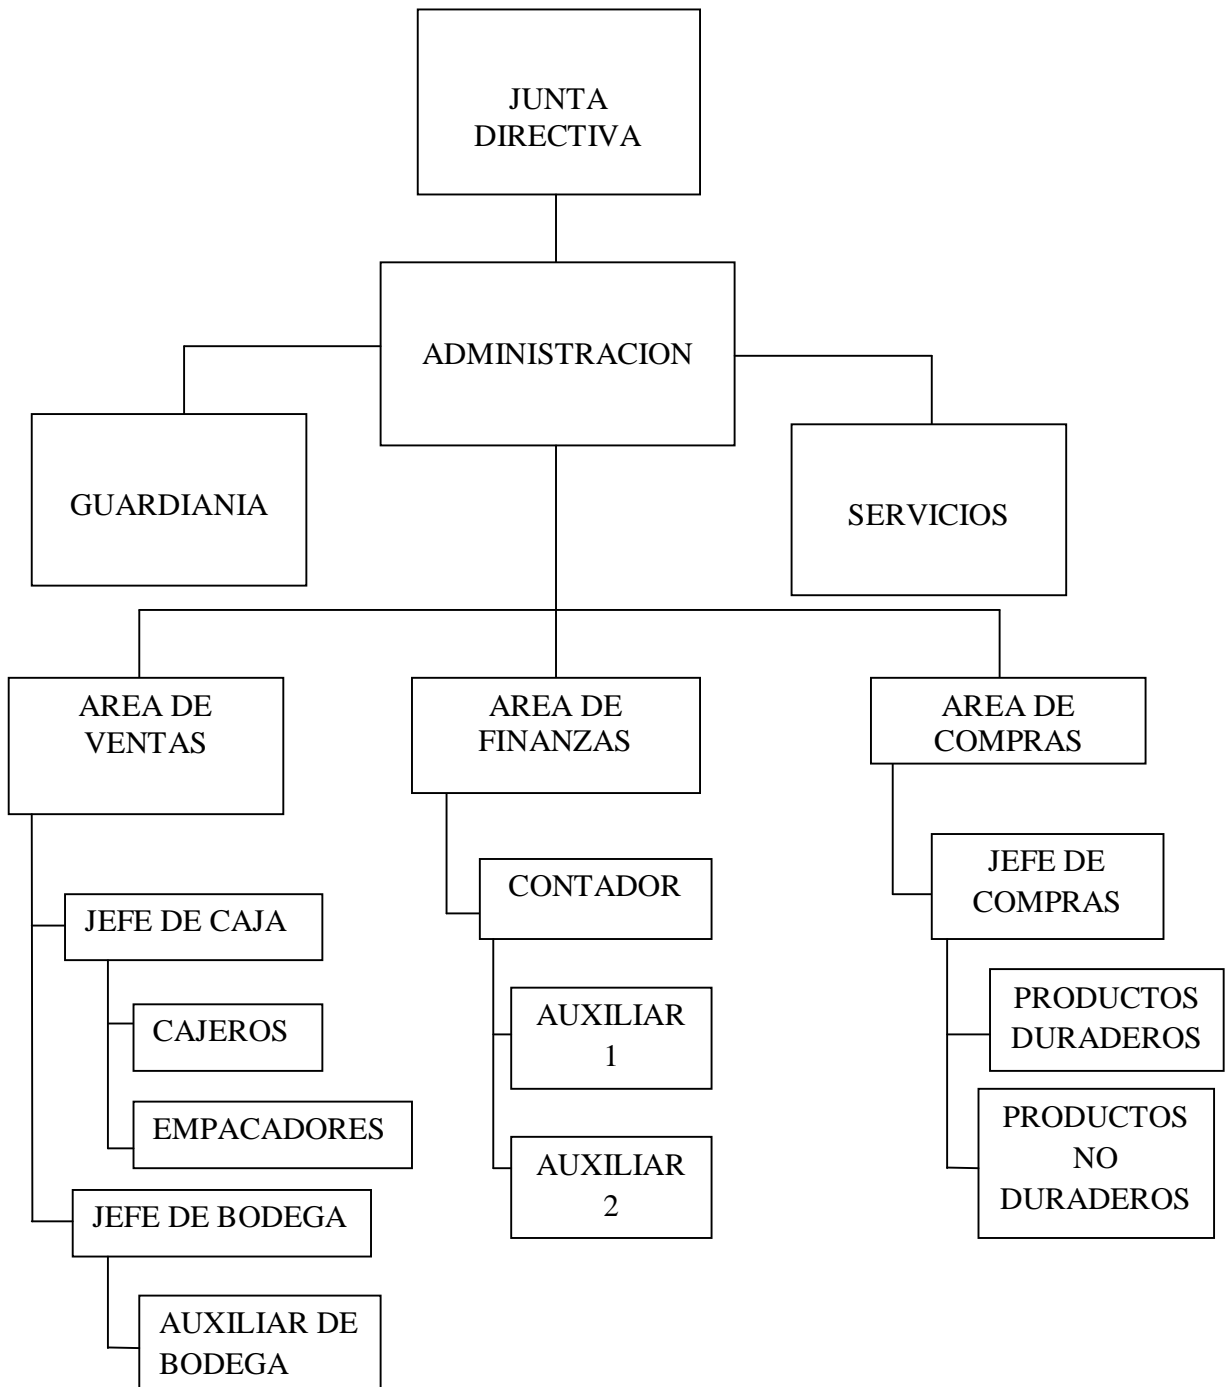 JUNTA
DIRECTIVA
ADMINISTRACION
GUARDIANIA
SERVICIOS
AREA DE
VENTAS
AREA DE
FINANZAS
AREA DE
COMPRAS
JEFE DE CAJA
CAJEROS
EMPACADORES
JEFE DE BODEGA
AUXILIAR DE
BODEGA
CONTADOR
AUXILIAR
1
AUXILIAR
2
JEFE DE
COMPRAS
PRODUCTOS
DURADEROS
PRODUCTOS
NO
DURADEROS